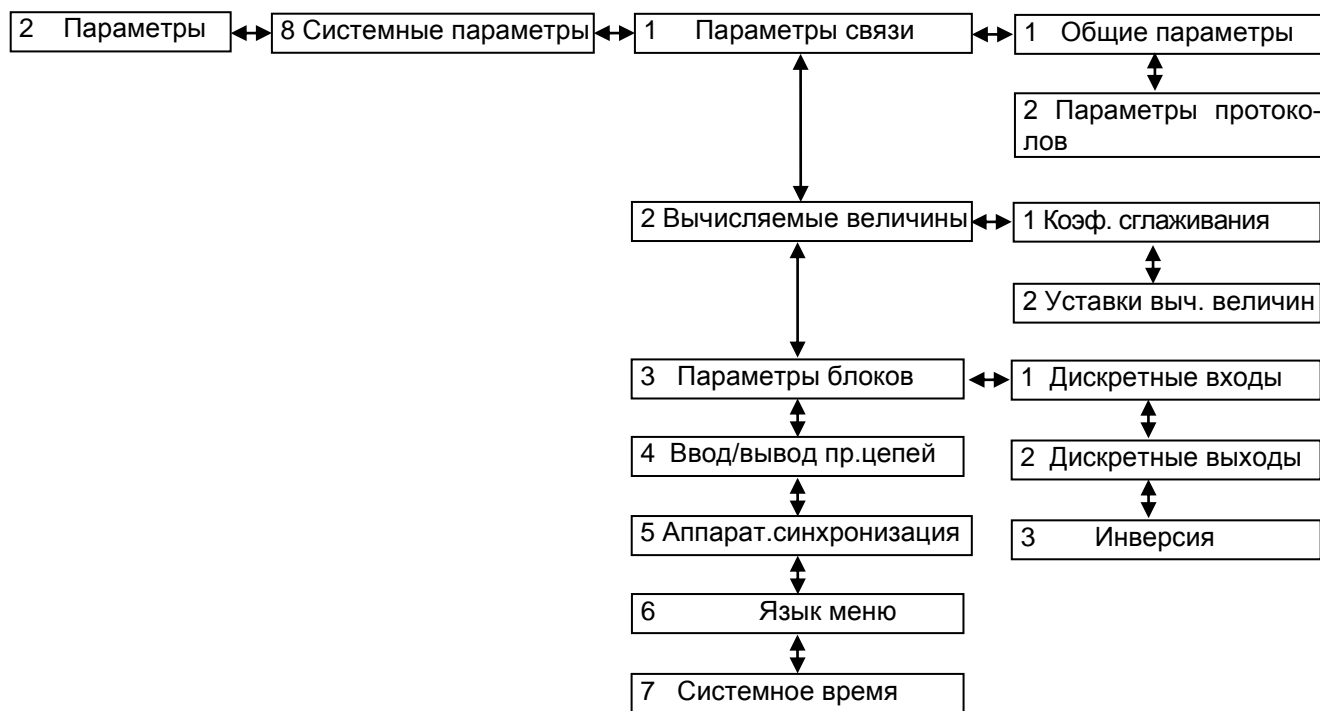 2 Параметры
8 Системные параметры
1 Параметры связи
1 Общие параметры
2 Параметры протоко-
лов
2 Вычисляемые величины
1 Коэф. сглаживания
2 Уставки выч. величин
3 Параметры блоков
1 Дискретные входы
4 Ввод/вывод пр.цепей
2 Дискретные выходы
5 Аппарат.синхронизация
3 Инверсия
6 Язык меню
7 Системное время